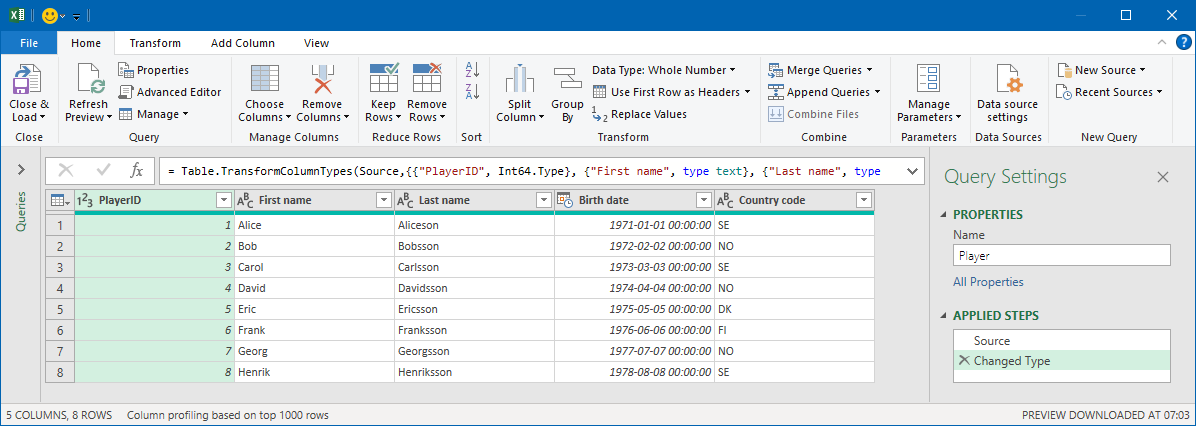 File Home Transform Add Column View
Properties Data Type: Whole Number Merge Queries New Source
Advanced Editor Use First Row as Headers Append Queries Recent Sources
Close & Load Refresh Preview Manage Choose Columns Remove Columns Keep Rows Remove Rows Split Column Group By Replace Values Combine Files Manage Parameters Data source settings
Close Query Manage Columns Reduce Rows Sort Transform Combine Parameters Data Sources New Query
Queries
fx = Table.TransformColumnTypes(Source,{{"PlayerID", Int64.Type}, {"First name", type text}, {"Last name", type
PlayerID First name Last name Birth date Country code
1 1 Alice Aliceson 1971-01-01 00:00:00 SE
2 2 Bob Bobsson 1972-02-02 00:00:00 NO
3 3 Carol Carlsson 1973-03-03 00:00:00 SE
4 4 David Davidsson 1974-04-04 00:00:00 NO
5 5 Eric Ericsson 1975-05-05 00:00:00 DK
6 6 Frank Franksson 1976-06-06 00:00:00 FI
7 7 Georg Georgsson 1977-07-07 00:00:00 NO
8 8 Henrik Henriksson 1978-08-08 00:00:00 SE
Query Settings
PROPERTIES
Name
Player
All Properties
APPLIED STEPS
Source
Changed Type
5 COLUMNS, 8 ROWS Column profiling based on top 1000 rows PREVIEW DOWNLOADED AT 07:03